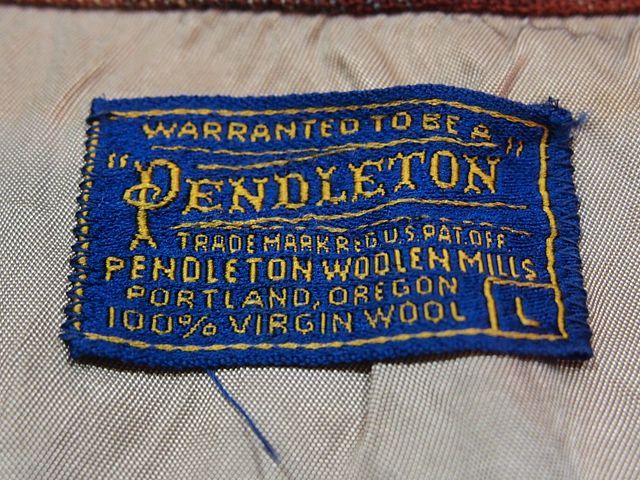 WARRANTED TO BE A
"PENDLETON"
TRADE MARK REG U.S. PAT. OFF.
PENDLETON WOOLEN MILLS
PORTLAND, OREGON
100% VIRGIN WOOL
L